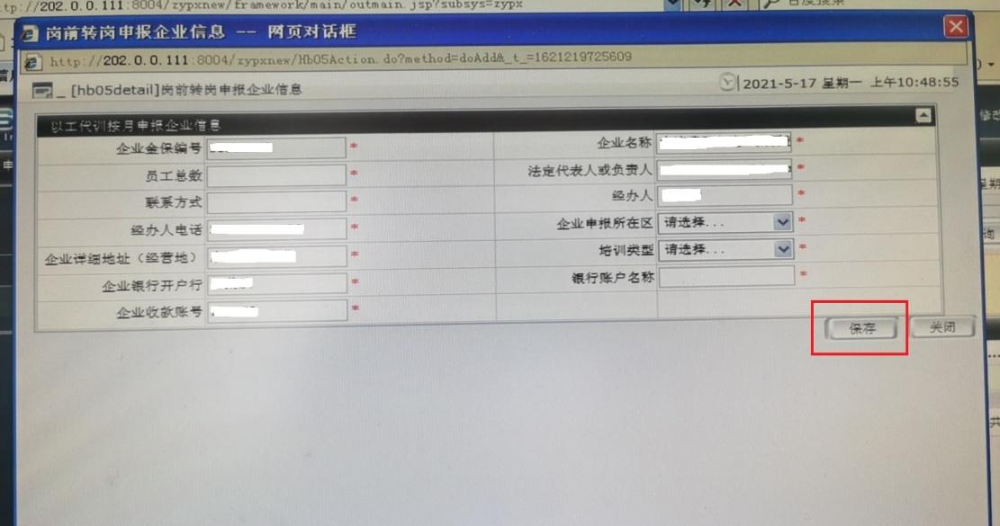 tp://202.0.0.111:8004/zypxnew/framework/main/outmain.jsp?subsys=zypx
岗前转岗申报企业信息 -- 网页对话框
http://202.0.0.111:8004/zypxnew/Hb05Action.do?method=doAdd&_t_=1621219725609
_ [hb05detail]岗前转岗申报企业信息 2021-5-17 星期一 上午10:48:55
以工代训按月申报企业信息
企业金保编号 * 企业名称 *
员工总数 * 法定代表人或负责人 *
联系方式 * 经办人 *
经办人电话 * 企业申报所在区 请选择... *
企业详细地址（经营地） * 培训类型 请选择... *
企业银行开户行 * 银行账户名称 *
企业收款账号 *
保存 关闭